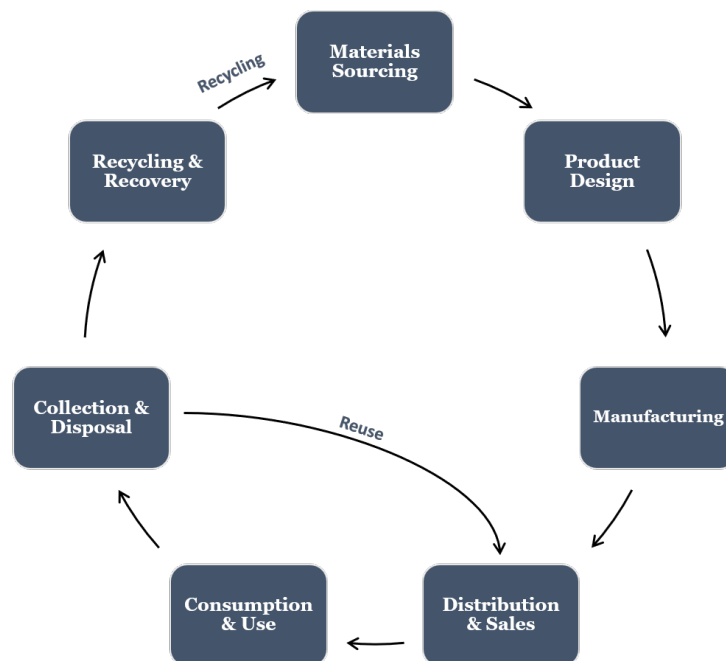 Materials
Sourcing
Recycling
Recycling &
Recovery
Product
Design
Collection &
Disposal
Reuse
Manufacturing
Consumption
& Use
Distribution
& Sales